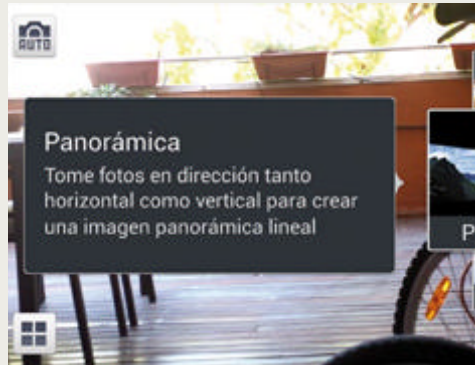 AUTO
Panorámica
Tome fotos en dirección tanto
horizontal como vertical para crear
una imagen panorámica lineal
P